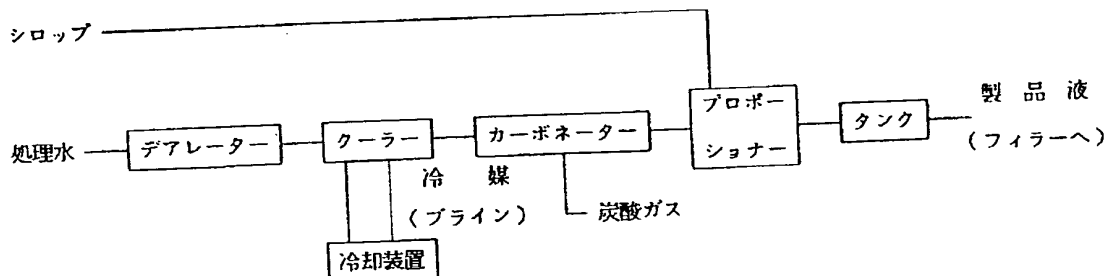 シロップ
処理水
デアレーター
クーラー
カーボネーター
プロポー
ショナー
タンク
製品液
(フィラーへ)
冷媒
(ブライン)
炭酸ガス
冷却装置